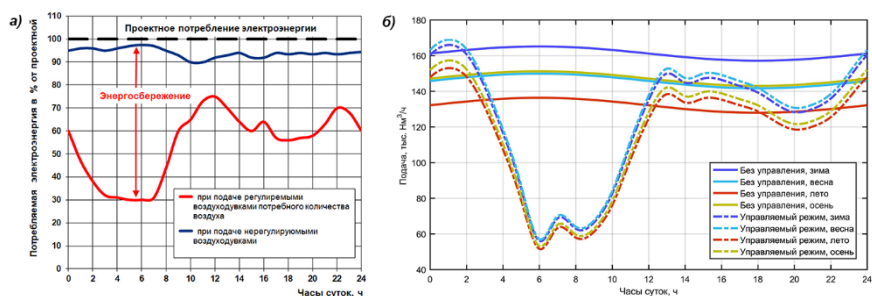 а)
Потребляемая электроэнергия в % от проектной
110
100
90
80
70
60
50
40
30
20
10
0
Проектное потребление электроэнергии
Энергосбережение
при подаче регулиремыми
воздуходувками потребного количества
воздуха
при подаче нерегулируюмыми
воздуходувками
0 2 4 6 8 10 12 14 16 18 20 22 24
Часы суток, ч
б)
Подача, тыс. Нм³/ч
180
160
140
120
100
80
60
40
Без управления, зима
Без управления, весна
Без управления, лето
Без управления, осень
Управляемый режим, зима
Управляемый режим, весна
Управляемый режим, лето
Управляемый режим, осень
0 2 4 6 8 10 12 14 16 18 20 22 24
Часы суток, ч